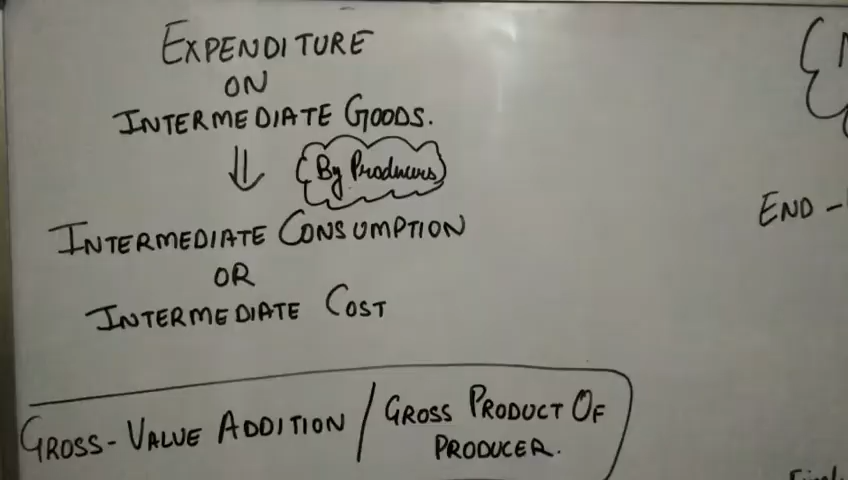 EXPENDITURE
ON
INTERMEDIATE GOODS.
By Producers
INTERMEDIATE CONSUMPTION
OR
INTERMEDIATE COST
GROSS-VALUE ADDITION / GROSS PRODUCT OF
PRODUCER.
END -